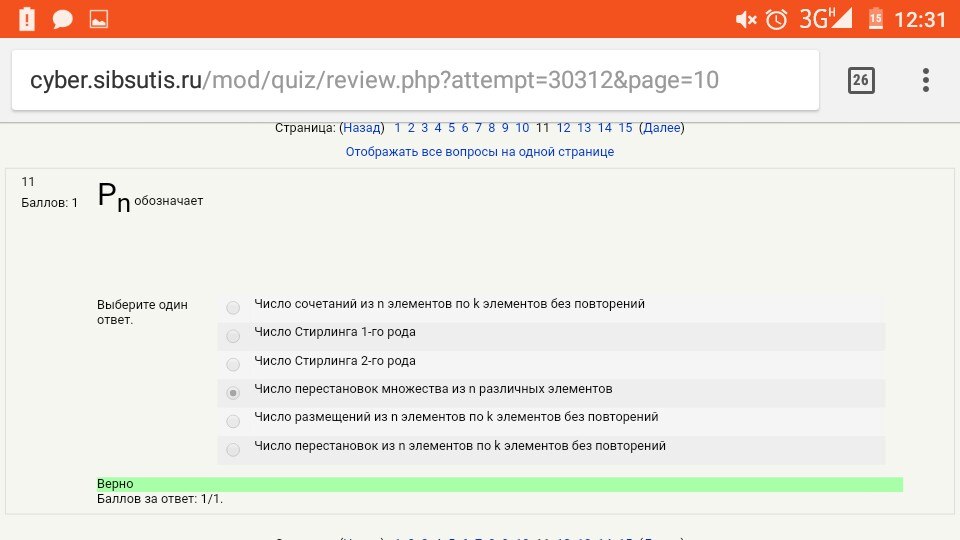 3G H 15 12:31
cyber.sibsutis.ru/mod/quiz/review.php?attempt=30312&page=10
26
Страница: (Назад) 1 2 3 4 5 6 7 8 9 10 11 12 13 14 15 (Далее)
Отображать все вопросы на одной странице
11
Баллов: 1
Pn обозначает
Выберите один
ответ.
Число сочетаний из n элементов по k элементов без повторений
Число Стирлинга 1-го рода
Число Стирлинга 2-го рода
Число перестановок множества из n различных элементов
Число размещений из n элементов по k элементов без повторений
Число перестановок из n элементов по k элементов без повторений
Верно
Баллов за ответ: 1/1.